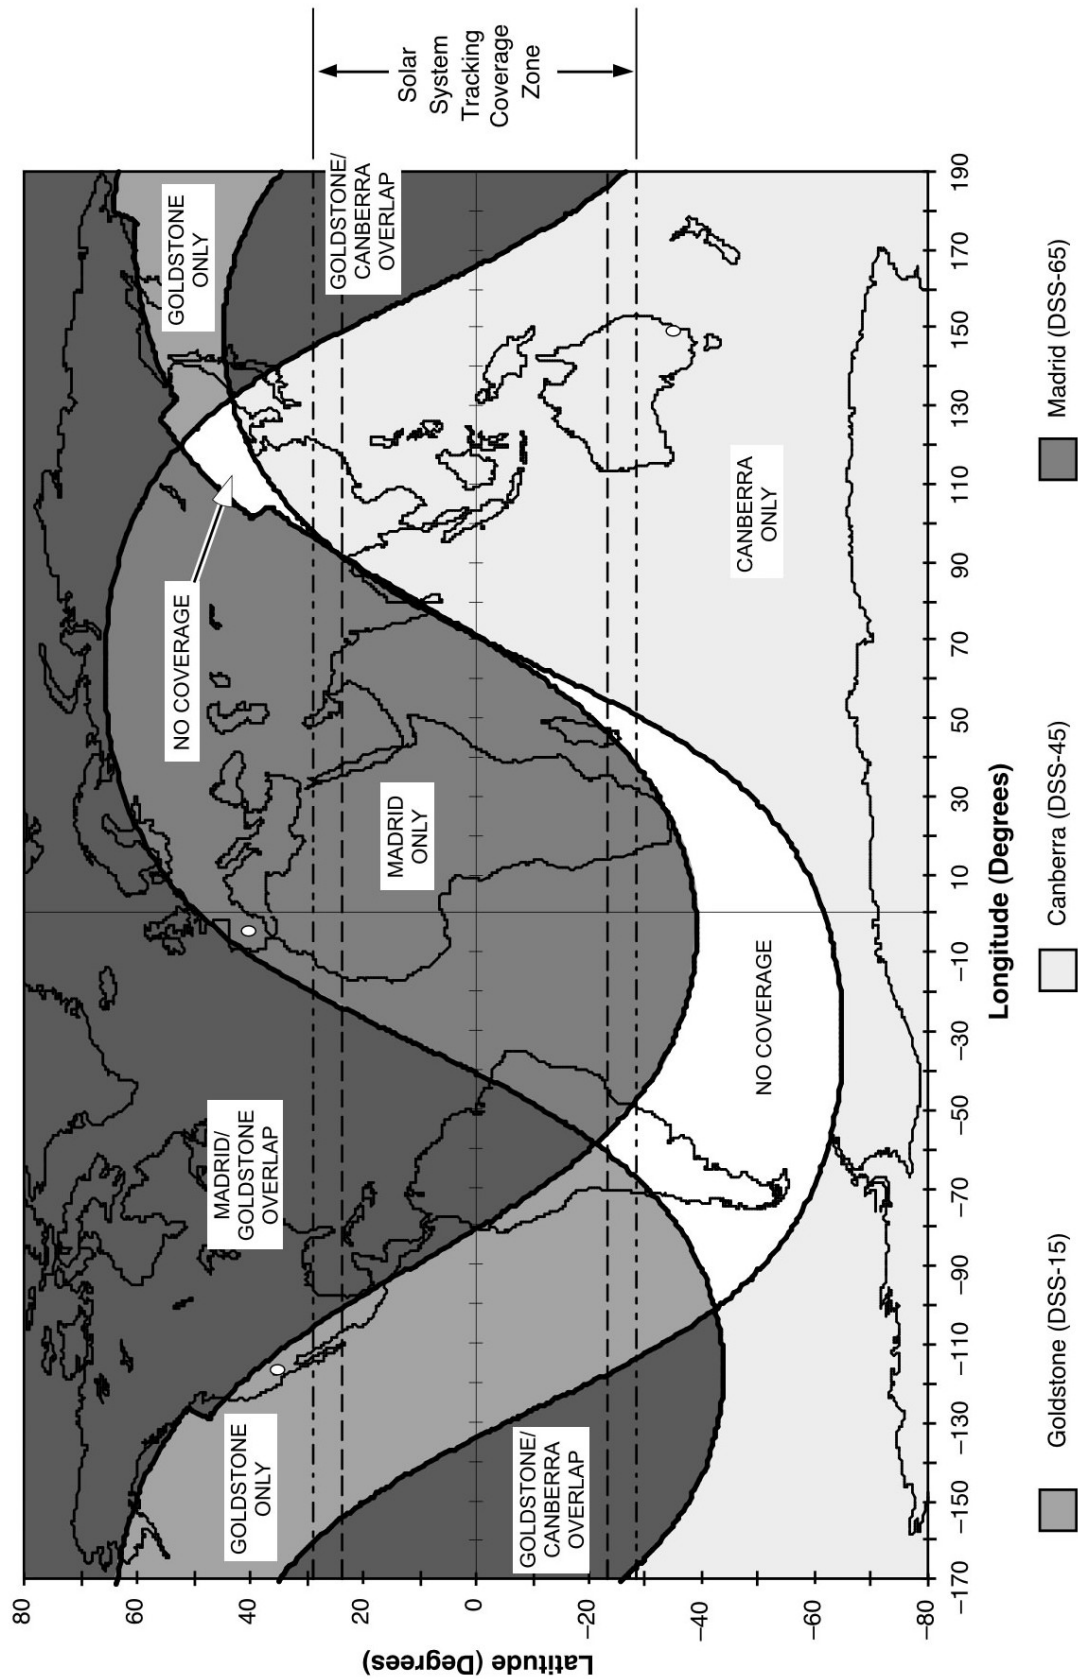 Solar
System
Tracking
Coverage
Zone
GOLDSTONE
ONLY
GOLDSTONE/
CANBERRA
OVERLAP
NO COVERAGE
MADRID
ONLY
CANBERRA
ONLY
MADRID/
GOLDSTONE
OVERLAP
NO COVERAGE
GOLDSTONE
ONLY
GOLDSTONE/
CANBERRA
OVERLAP
Latitude (Degrees)
80
60
40
20
0
−20
−40
−60
−80
−170
−150
−130
−110
−90
−70
−50
−30
−10
10
30
50
70
90
110
130
150
170
190
Longitude (Degrees)
Goldstone (DSS-15)
Canberra (DSS-45)
Madrid (DSS-65)